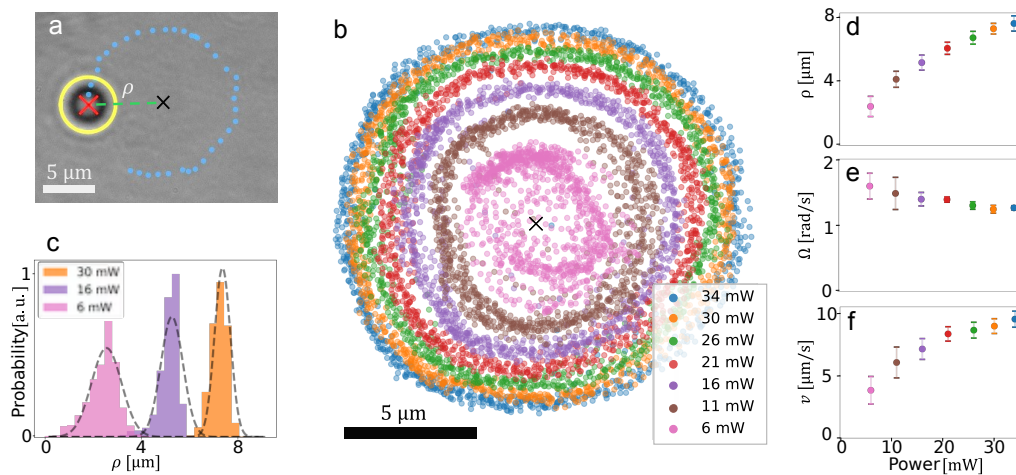 a
ρ
5 μm
b
5 μm
34 mW
30 mW
26 mW
21 mW
16 mW
11 mW
6 mW
c
30 mW
16 mW
6 mW
Probability[a.u.]
1
0
0
4
8
ρ [μm]
d
ρ [μm]
8
4
0
e
Ω [rad/s]
2
1
0
f
v [μm/s]
10
5
0
0
10
20
30
Power[mW]